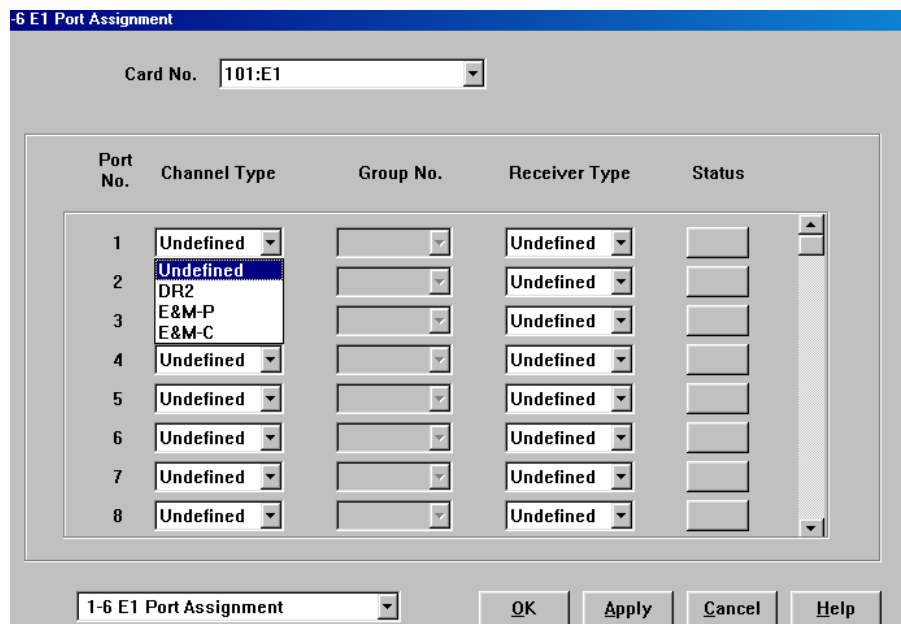 -6 E1 Port Assignment
Card No. 101:E1
Port No. Channel Type Group No. Receiver Type Status
1 Undefined Undefined
Undefined
DR2
E&M-P
E&M-C
2 Undefined
3 Undefined
4 Undefined Undefined
5 Undefined Undefined
6 Undefined Undefined
7 Undefined Undefined
8 Undefined Undefined
1-6 E1 Port Assignment OK Apply Cancel Help